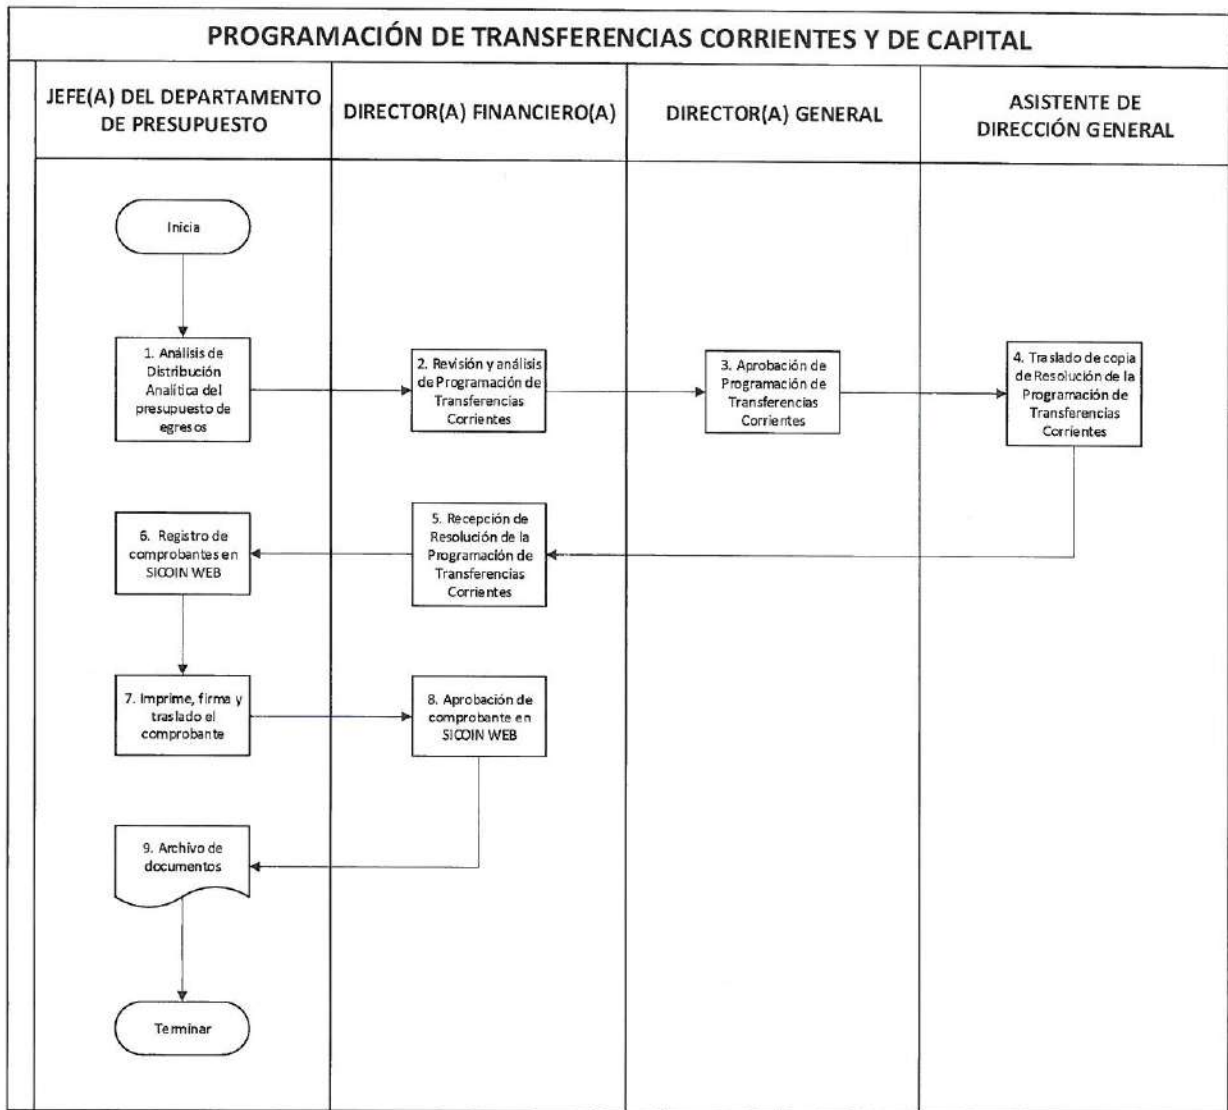 PROGRAMACIÓN DE TRANSFERENCIAS CORRIENTES Y DE CAPITAL
JEFE(A) DEL DEPARTAMENTO
DE PRESUPUESTO
DIRECTOR(A) FINANCIERO(A)
DIRECTOR(A) GENERAL
ASISTENTE DE
DIRECCIÓN GENERAL
Inicia
1. Análisis de
Distribución
Analítica del
presupuesto de
egresos
2. Revisión y análisis
de Programación de
Transferencias
Corrientes
3. Aprobación de
Programación de
Transferencias
Corrientes
4. Traslado de copia
de Resolución de la
Programación de
Transferencias
Corrientes
5. Recepción de
Resolución de la
Programación de
Transferencias
Corrientes
6. Registro de
comprobantes en
SICOIN WEB
7. Imprime, firma y
traslado el
comprobante
8. Aprobación de
comprobante en
SICOIN WEB
9. Archivo de
documentos
Terminar